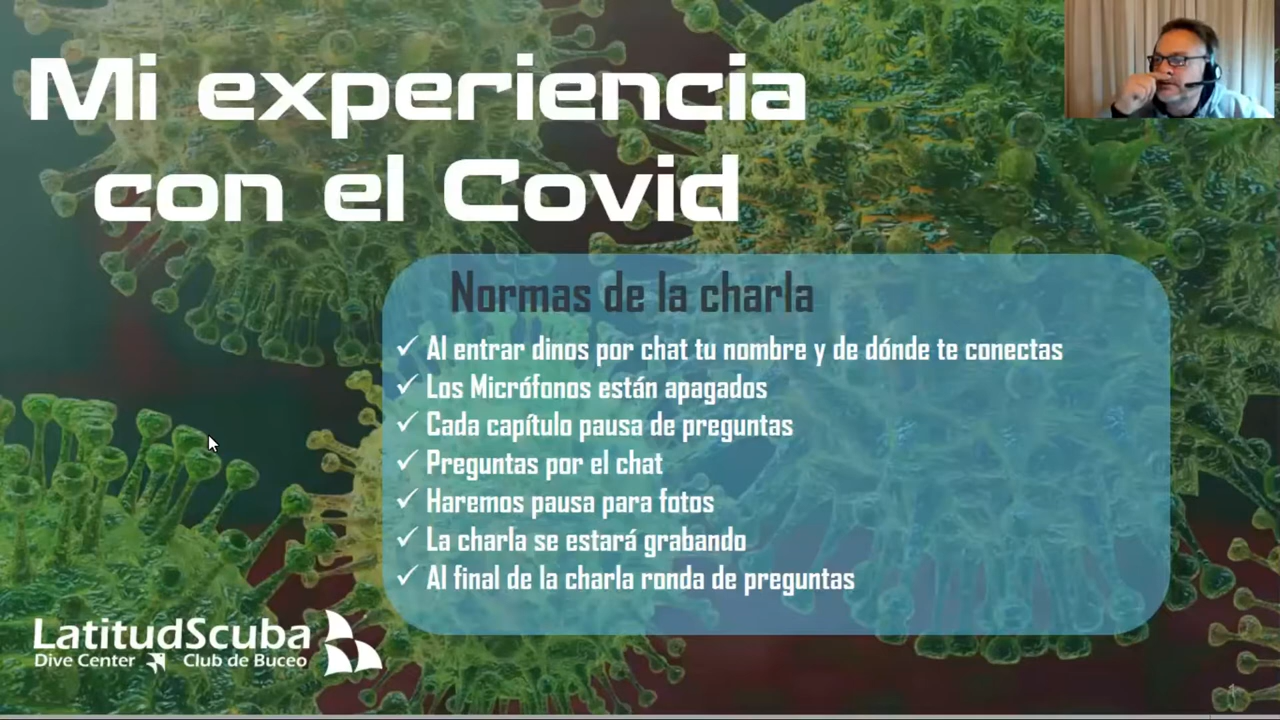 Mi experiencia
con el Covid
Normas de la charla
✓ Al entrar dinos por chat tu nombre y de dónde te conectas
✓ Los Micrófonos están apagados
✓ Cada capítulo pausa de preguntas
✓ Preguntas por el chat
✓ Haremos pausa para fotos
✓ La charla se estará grabando
✓ Al final de la charla ronda de preguntas
LatitudScuba
Dive Center Club de Buceo
1